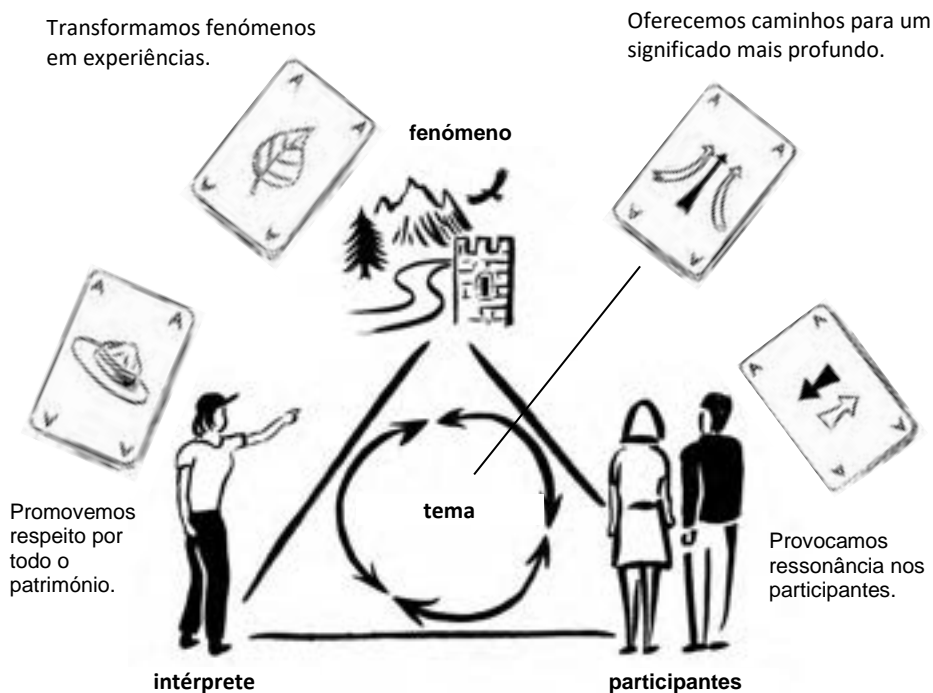 Transformamos fenómenos
em experiências.
Oferecemos caminhos para um
significado mais profundo.
A
A
A
A
fenómeno
A
A
A
A
A
A
A
A
A
A
A
A
tema
Promovemos
respeito por
todo o
património.
Provocamos
ressonância nos
participantes.
intérprete
participantes